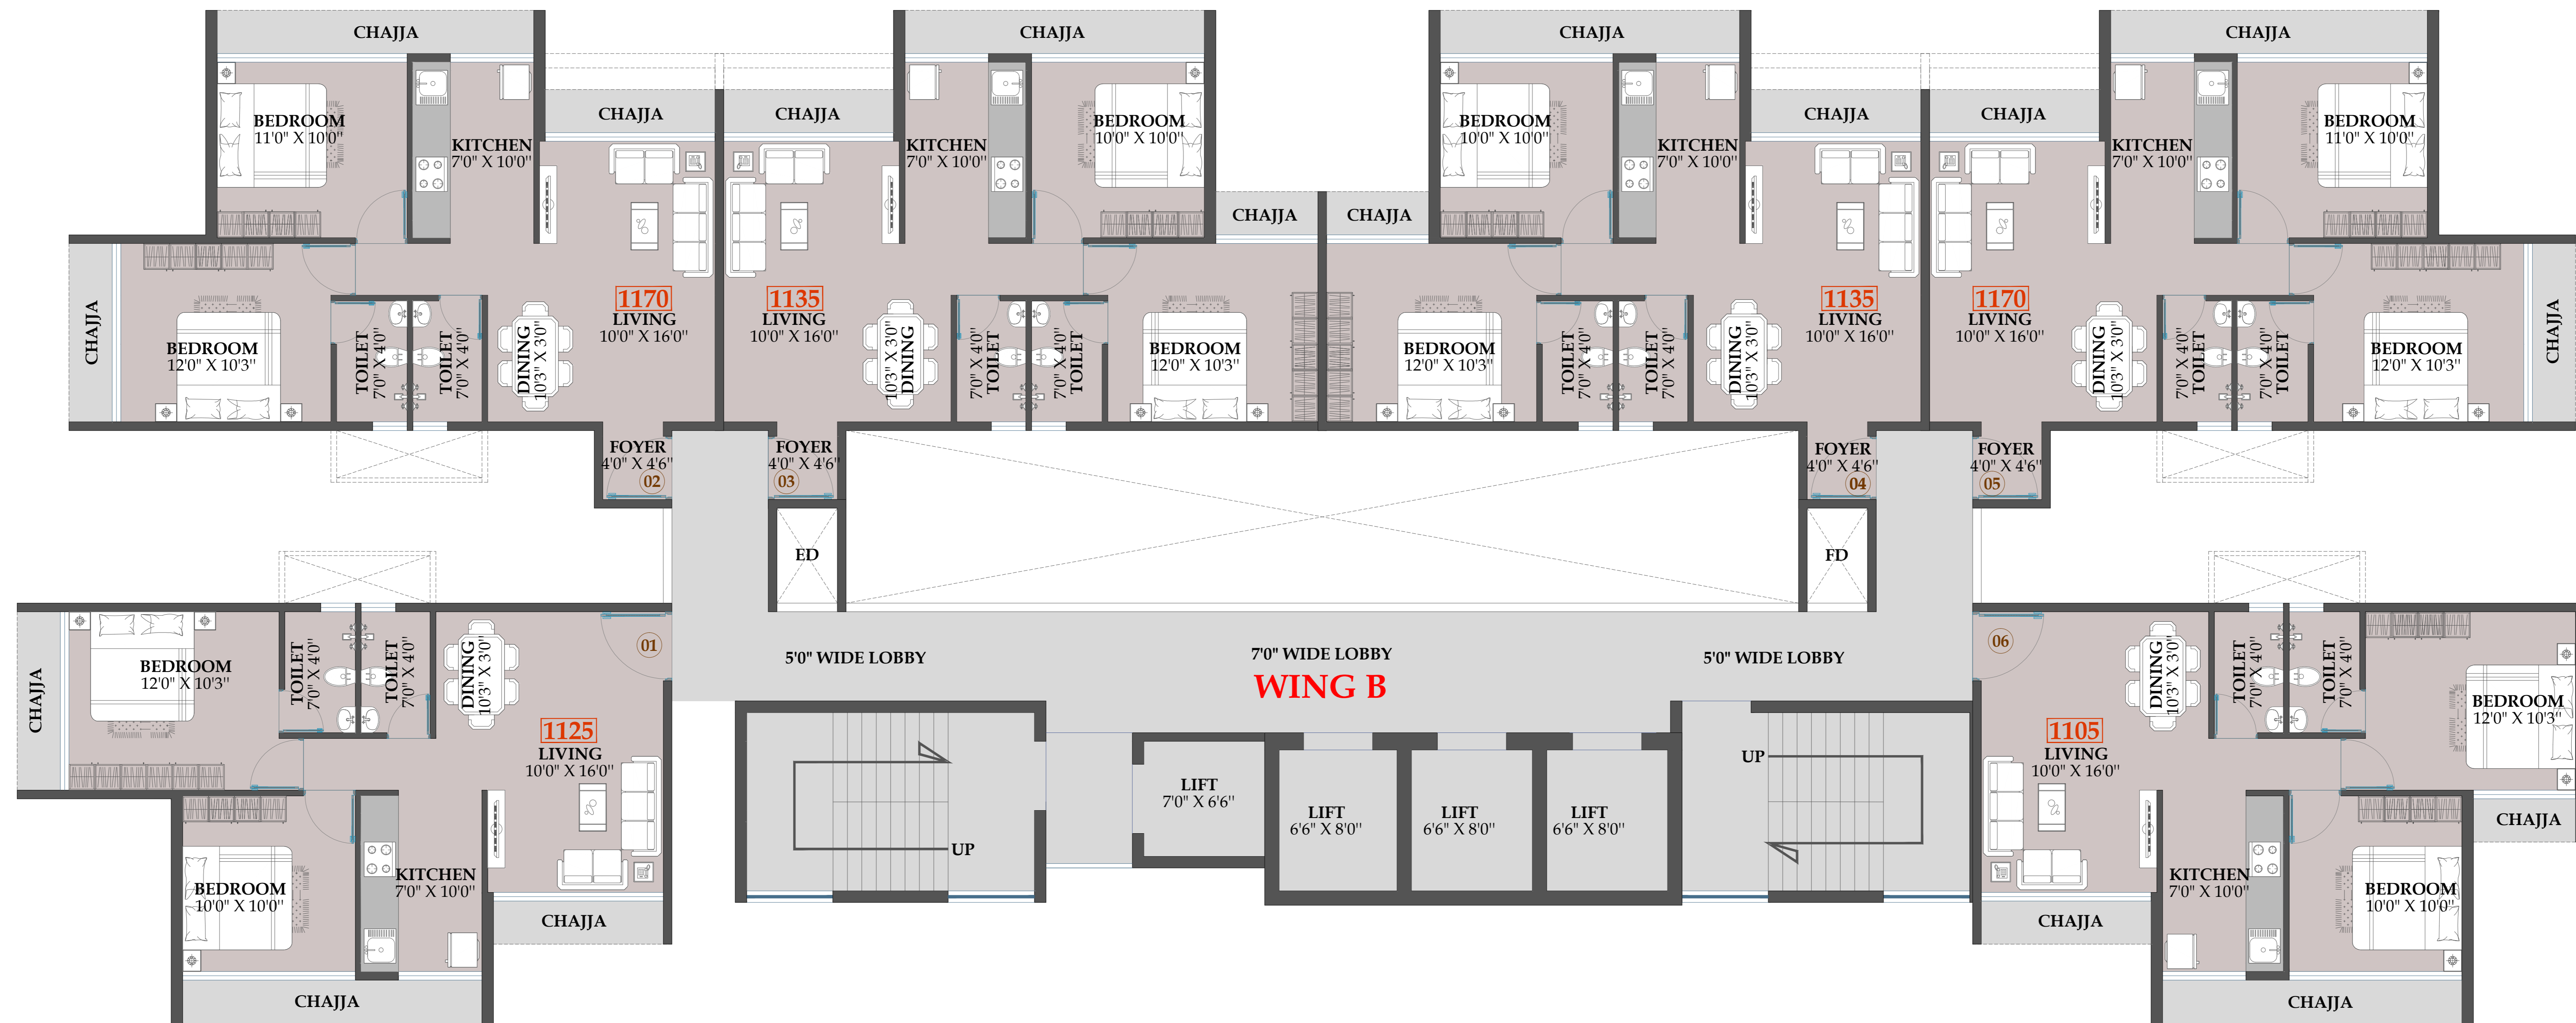 CHAJJA
CHAJJA
CHAJJA
CHAJJA
BEDROOM
11'0" X 10'0"
KITCHEN
7'0" X 10'0"
CHAJJA
CHAJJA
KITCHEN
7'0" X 10'0"
BEDROOM
10'0" X 10'0"
BEDROOM
10'0" X 10'0"
KITCHEN
7'0" X 10'0"
CHAJJA
CHAJJA
KITCHEN
7'0" X 10'0"
BEDROOM
11'0" X 10'0"
CHAJJA
CHAJJA
CHAJJA
BEDROOM
12'0" X 10'3"
TOILET
7'0" X 4'0"
TOILET
7'0" X 4'0"
DINING
10'3" X 3'0"
1170
LIVING
10'0" X 16'0"
1135
LIVING
10'0" X 16'0"
10'3" X 3'0"
DINING
7'0" X 4'0"
TOILET
7'0" X 4'0"
TOILET
BEDROOM
12'0" X 10'3"
BEDROOM
12'0" X 10'3"
TOILET
7'0" X 4'0"
TOILET
7'0" X 4'0"
DINING
10'3" X 3'0"
1135
LIVING
10'0" X 16'0"
1170
LIVING
10'0" X 16'0"
DINING
10'3" X 3'0"
7'0" X 4'0"
TOILET
7'0" X 4'0"
TOILET
BEDROOM
12'0" X 10'3"
CHAJJA
FOYER
4'0" X 4'6"
02
FOYER
4'0" X 4'6"
03
FOYER
4'0" X 4'6"
04
FOYER
4'0" X 4'6"
05
ED
FD
CHAJJA
BEDROOM
12'0" X 10'3"
TOILET
7'0" X 4'0"
TOILET
7'0" X 4'0"
DINING
10'3" X 3'0"
01
5'0" WIDE LOBBY
7'0" WIDE LOBBY
5'0" WIDE LOBBY
WING B
06
DINING
10'3" X 3'0"
TOILET
7'0" X 4'0"
TOILET
7'0" X 4'0"
BEDROOM
12'0" X 10'3"
1125
LIVING
10'0" X 16'0"
1105
LIVING
10'0" X 16'0"
UP
UP
LIFT
7'0" X 6'6"
LIFT
6'6" X 8'0"
LIFT
6'6" X 8'0"
LIFT
6'6" X 8'0"
CHAJJA
BEDROOM
10'0" X 10'0"
KITCHEN
7'0" X 10'0"
CHAJJA
CHAJJA
KITCHEN
7'0" X 10'0"
BEDROOM
10'0" X 10'0"
CHAJJA
CHAJJA